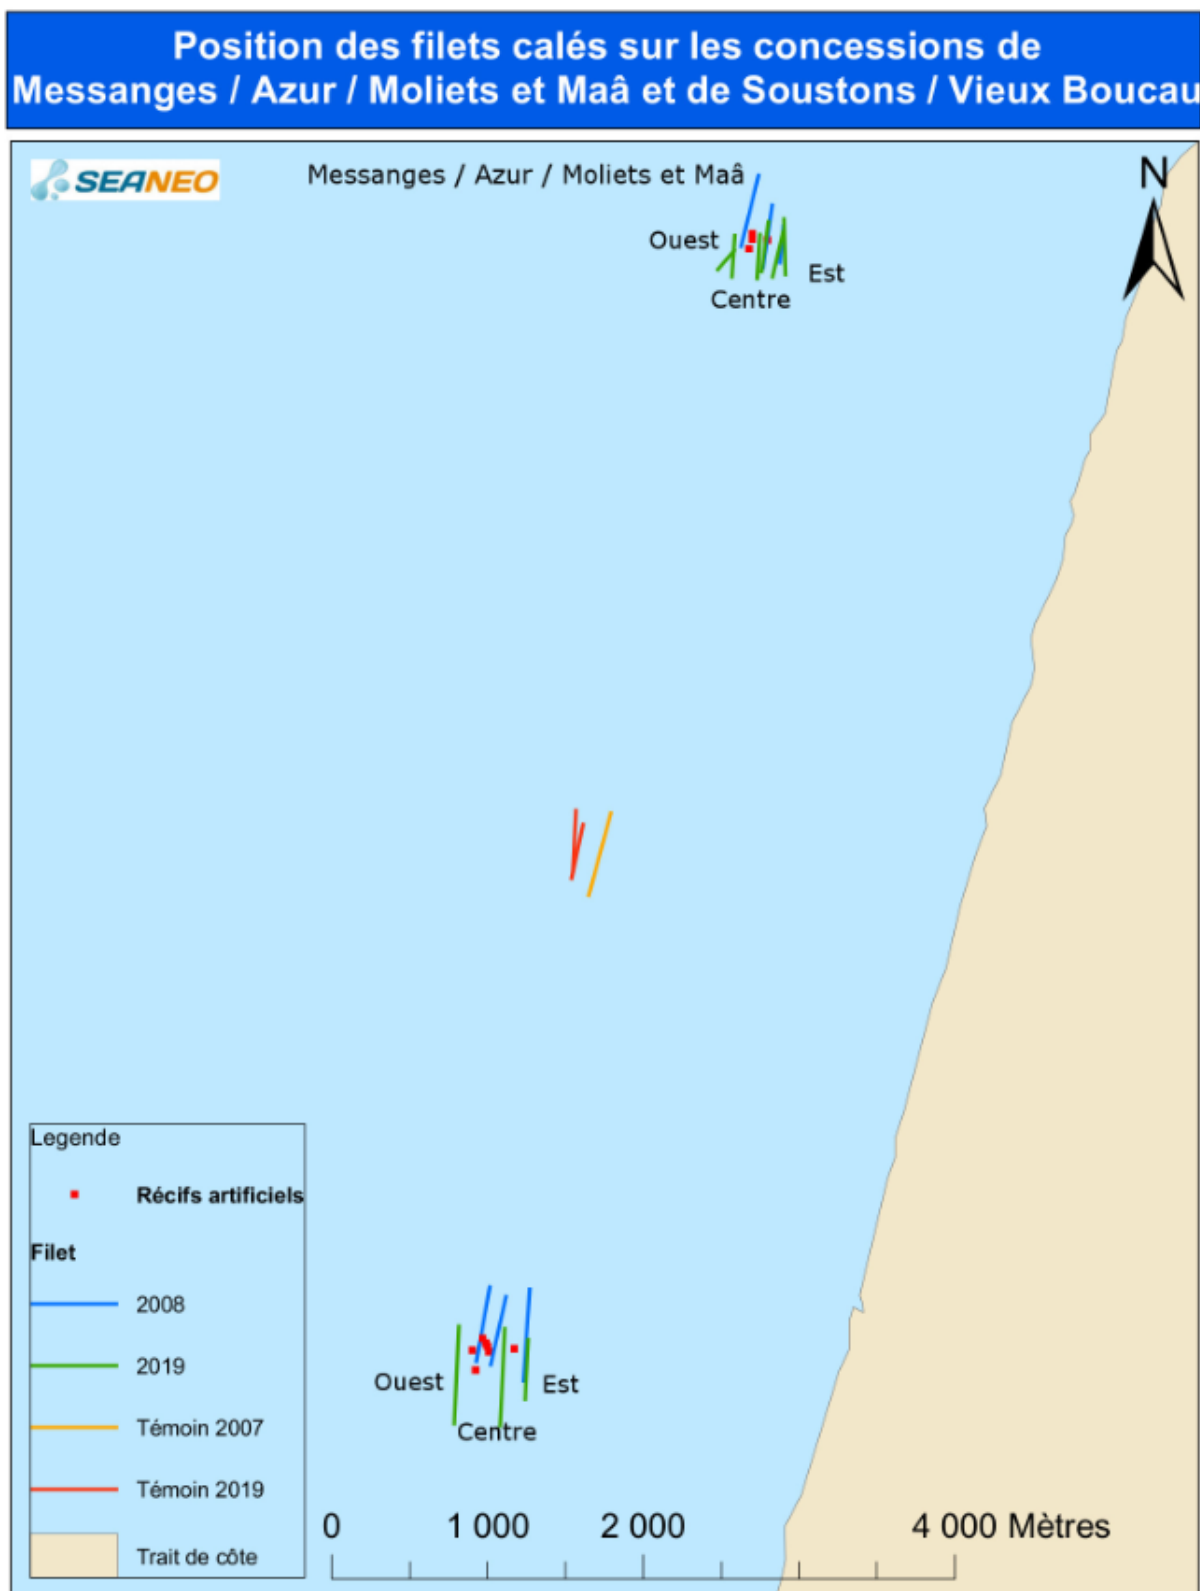 Position des filets calés sur les concessions de
Messanges / Azur / Moliets et Maâ et de Soustons / Vieux Boucau
SEANEO
Messanges / Azur / Moliets et Maâ
N
Ouest
Est
Centre
Legende
Récifs artificiels
Filet
2008
2019
Témoin 2007
Témoin 2019
Trait de côte
Ouest
Est
Centre
0 1 000 2 000 4 000 Mètres